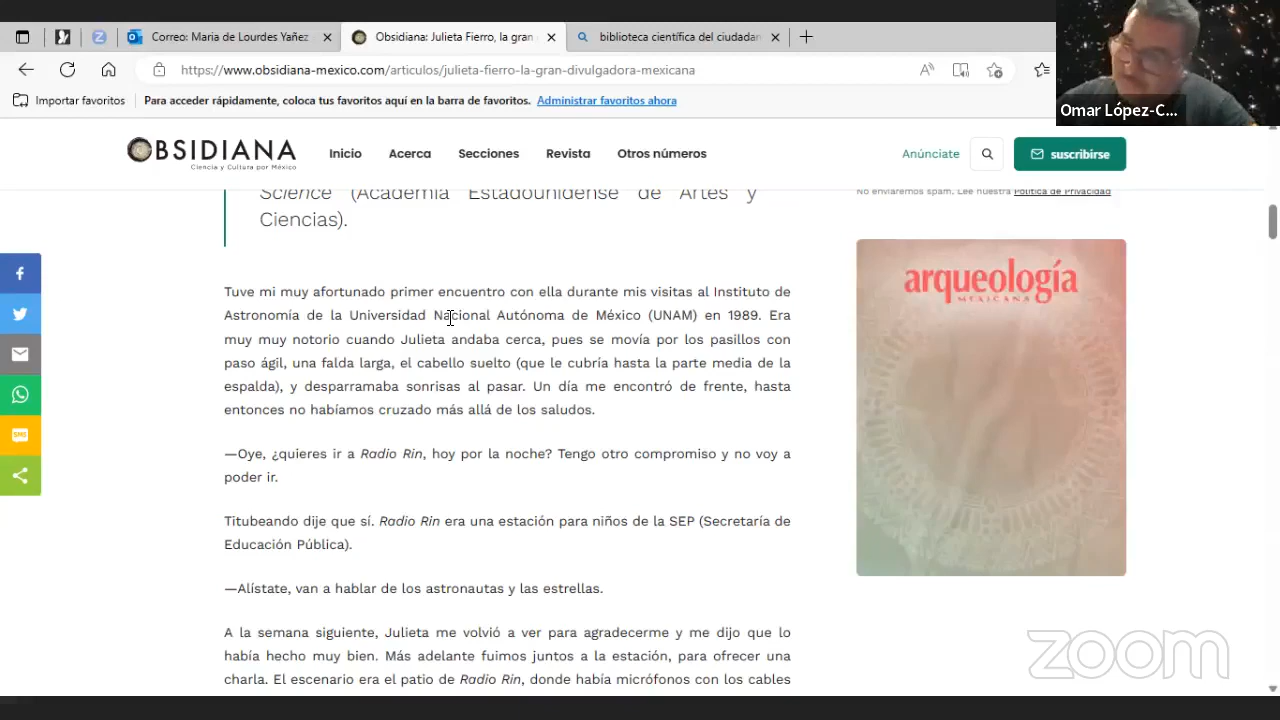 Correo: Maria de Lourdes Yañez
Obsidiana: Julieta Fierro, la gran
biblioteca científica del ciudadan
https://www.obsidiana-mexico.com/articulos/julieta-fierro-la-gran-divulgadora-mexicana
Importar favoritos
Para acceder rápidamente, coloca tus favoritos aquí en la barra de favoritos. Administrar favoritos ahora
Omar López-C...
OBSIDIANA
Ciencia y Cultura por México
Inicio Acerca Secciones Revista Otros números
Anúnciate
suscribirse
Science (Academia Estadounidense de Artes y
Ciencias).
No enviaremos spam. Lee nuestra Política de Privacidad
arqueología
MEXICANA
Tuve mi muy afortunado primer encuentro con ella durante mis visitas al Instituto de
Astronomía de la Universidad Nacional Autónoma de México (UNAM) en 1989. Era
muy muy notorio cuando Julieta andaba cerca, pues se movía por los pasillos con
paso ágil, una falda larga, el cabello suelto (que le cubría hasta la parte media de la
espalda), y desparramaba sonrisas al pasar. Un día me encontró de frente, hasta
entonces no habíamos cruzado más allá de los saludos.
—Oye, ¿quieres ir a Radio Rin, hoy por la noche? Tengo otro compromiso y no voy a
poder ir.
Titubeando dije que sí. Radio Rin era una estación para niños de la SEP (Secretaría de
Educación Pública).
—Alístate, van a hablar de los astronautas y las estrellas.
A la semana siguiente, Julieta me volvió a ver para agradecerme y me dijo que lo
había hecho muy bien. Más adelante fuimos juntos a la estación, para ofrecer una
charla. El escenario era el patio de Radio Rin, donde había micrófonos con los cables
SMS
zoom